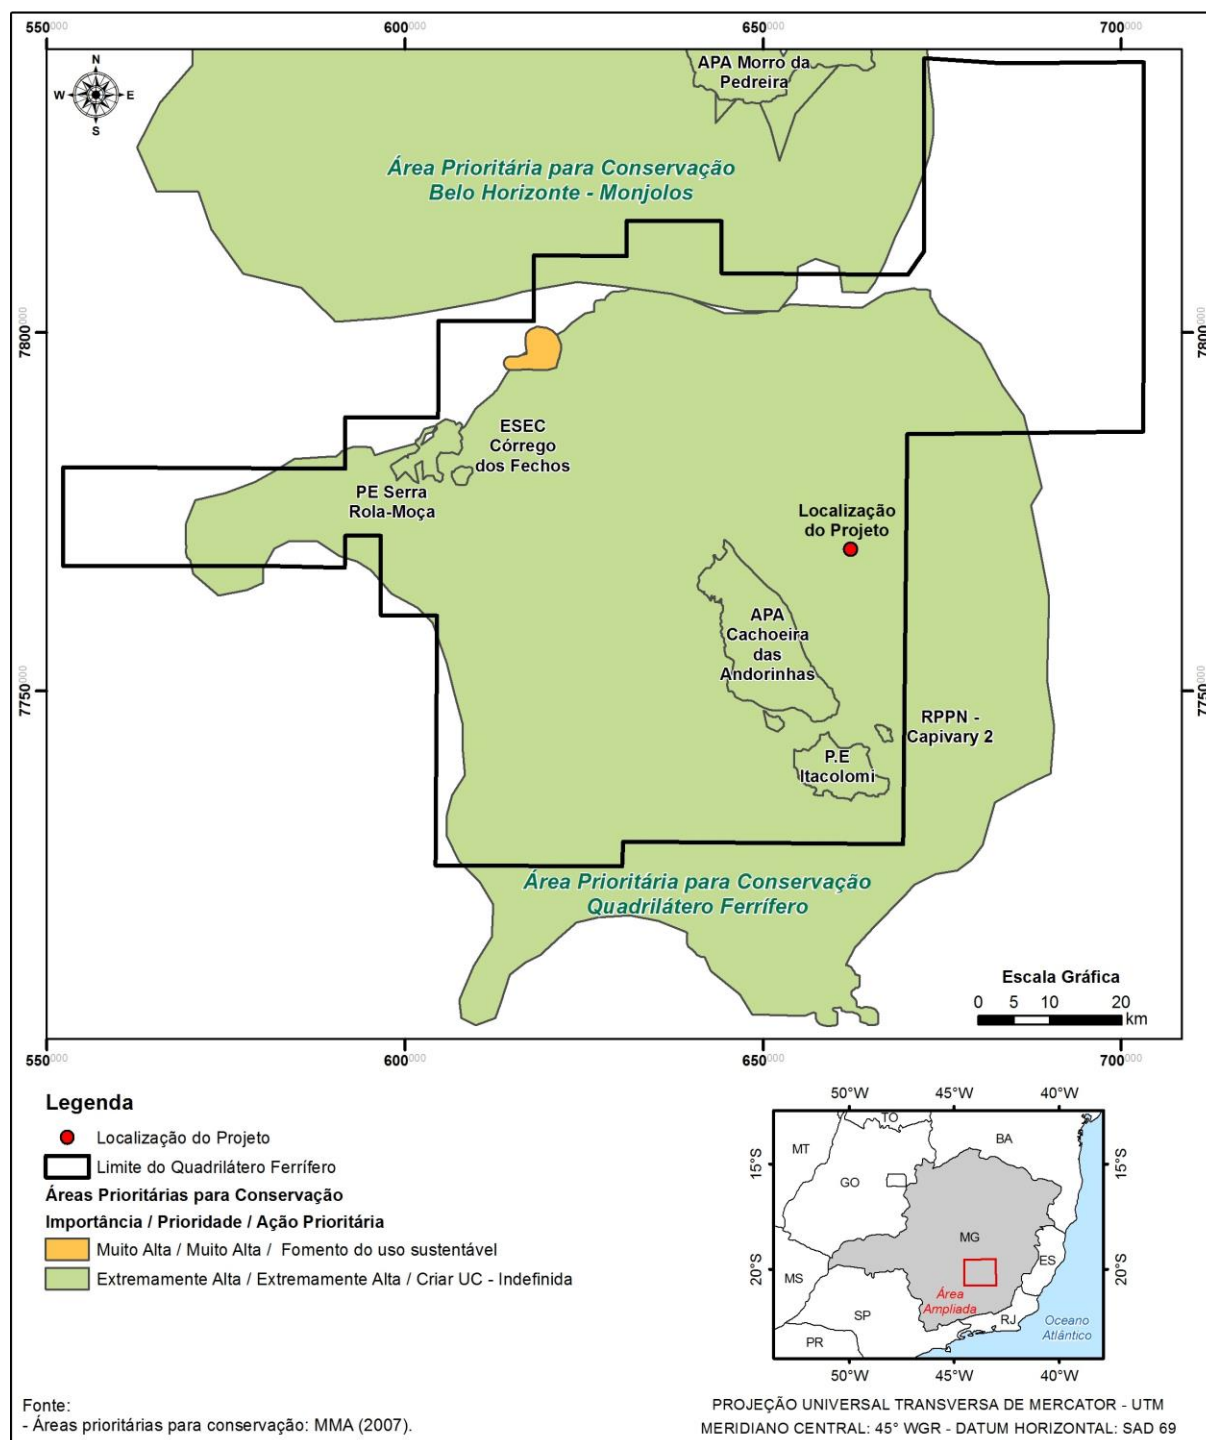 550000 600000 650000 700000
N
W E
S
APA Morro da
Pedreira
Área Prioritária para Conservação
Belo Horizonte - Monjolos
7800000 7800000
ESEC
Córrego
dos Fechos
PE Serra
Rola-Moça
Localização
do Projeto
APA
Cachoeira
das
Andorinhas
7750000 7750000
RPPN -
Capivary 2
P.E
Itacolomi
Área Prioritária para Conservação
Quadrilátero Ferrífero
Escala Gráfica
0 5 10 20
km
550000 600000 650000 700000
Legenda
Localização do Projeto
Limite do Quadrilátero Ferrífero
Áreas Prioritárias para Conservação
Importância / Prioridade / Ação Prioritária
Muito Alta / Muito Alta / Fomento do uso sustentável
Extremamente Alta / Extremamente Alta / Criar UC - Indefinida
50°W 45°W 40°W
TO
BA
MT
15°S 15°S
GO
MG
ES
20°S 20°S
MS
Área
Ampliada
SP
RJ
Oceano
Atlântico
PR
50°W 45°W 40°W
Fonte:
- Áreas prioritárias para conservação: MMA (2007).
PROJEÇÃO UNIVERSAL TRANSVERSA DE MERCATOR - UTM
MERIDIANO CENTRAL: 45° WGR - DATUM HORIZONTAL: SAD 69